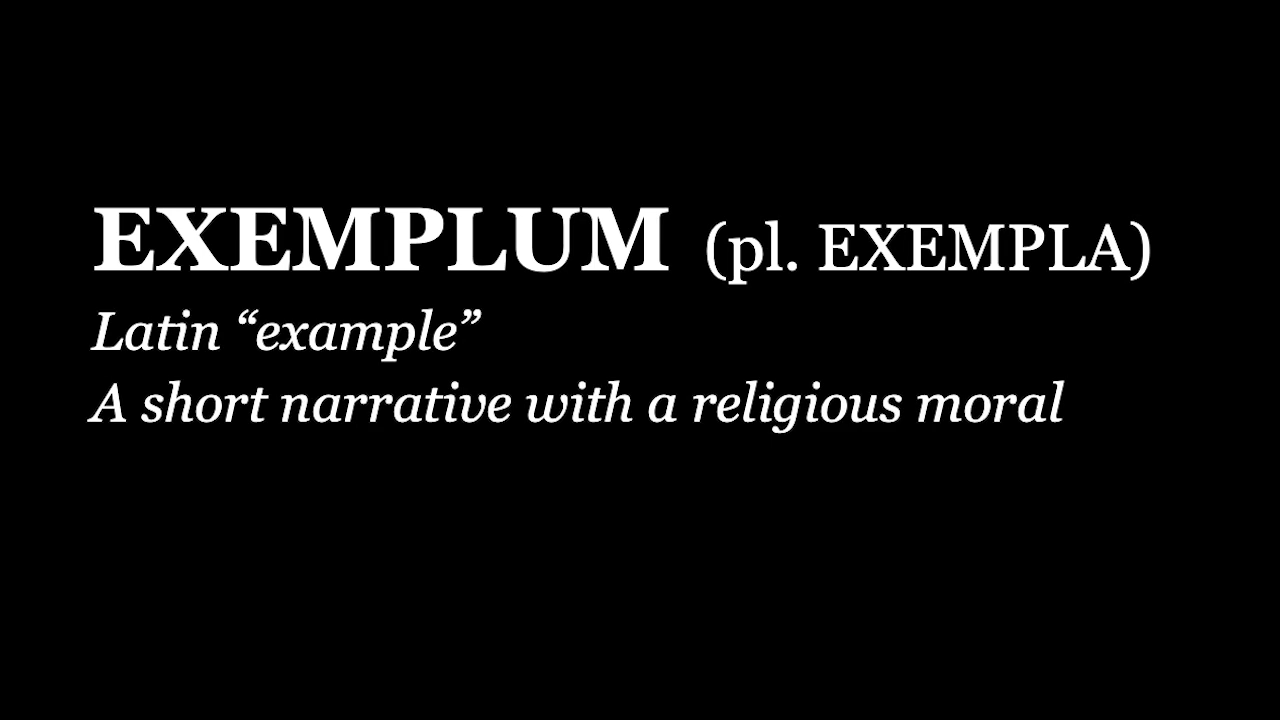 EXEMPLUM (pl. EXEMPLA)
Latin “example”
A short narrative with a religious moral